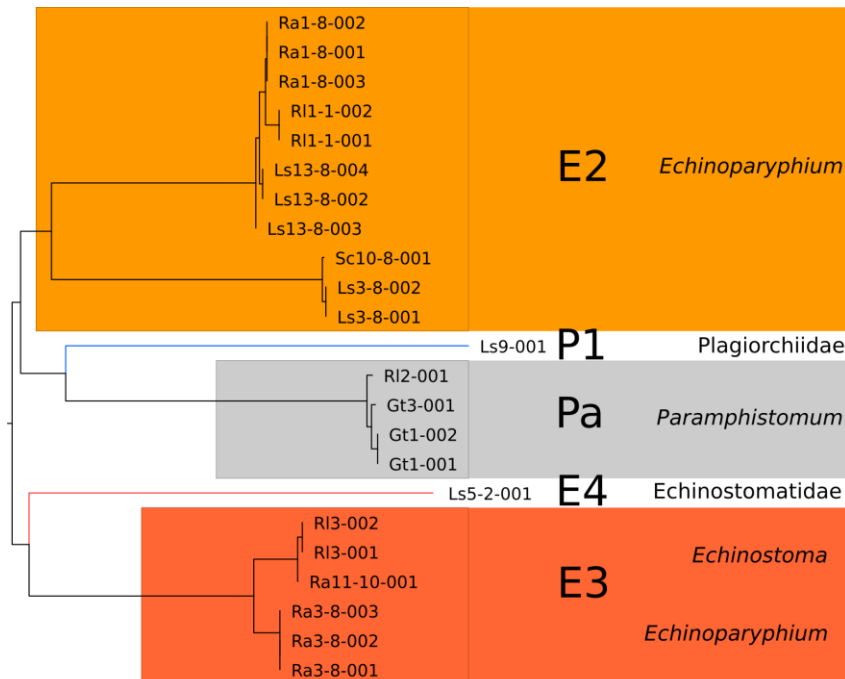 Ra1-8-002
Ra1-8-001
Ra1-8-003
Rl1-1-002
Rl1-1-001
Ls13-8-004
Ls13-8-002
Ls13-8-003
Sc10-8-001
Ls3-8-002
Ls3-8-001
E2 Echinoparyphium
Ls9-001 P1 Plagiorchiidae
Rl2-001
Gt3-001
Gt1-002
Gt1-001
Pa Paramphistomum
Ls5-2-001 E4 Echinostomatidae
Rl3-002
Rl3-001
Ra11-10-001
Ra3-8-003
Ra3-8-002
Ra3-8-001
E3
Echinostoma
Echinoparyphium